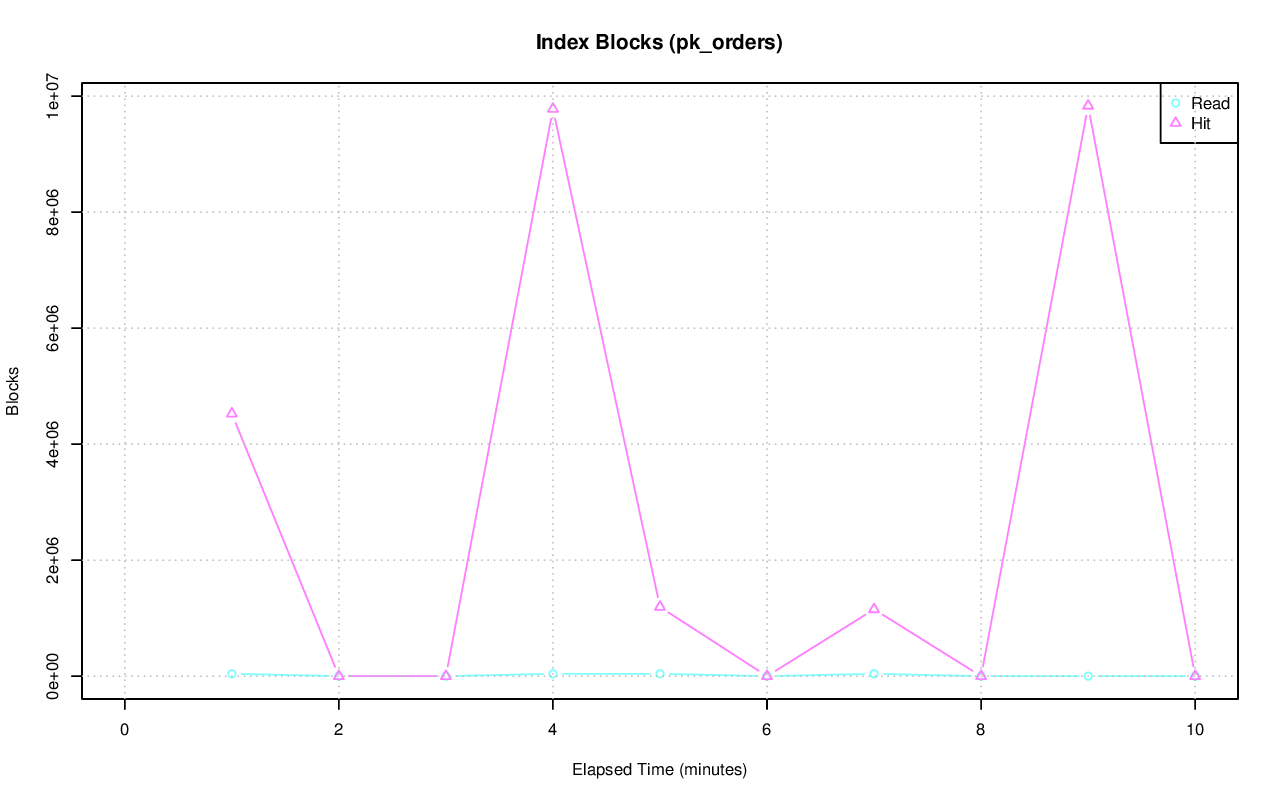 Index Blocks (pk_orders)
Read
Hit
Blocks
1e+07
8e+06
6e+06
4e+06
2e+06
0e+00
0 2 4 6 8 10
Elapsed Time (minutes)